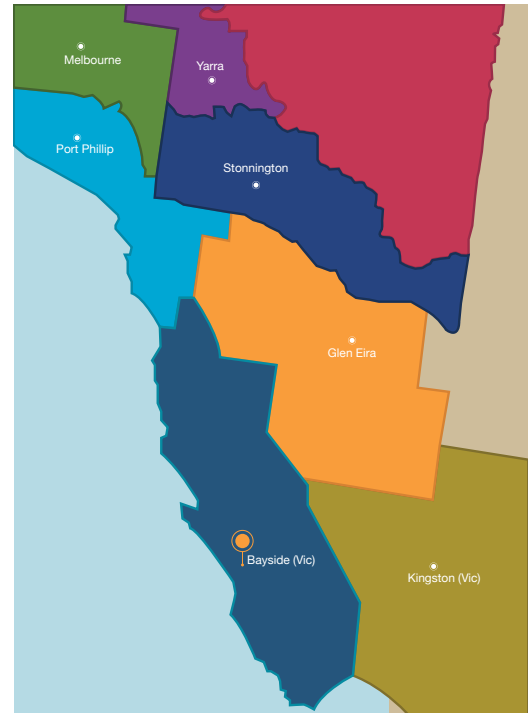 Melbourne
Yarra
Port Phillip
Stonnington
Glen Eira
Bayside (Vic)
Kingston (Vic)